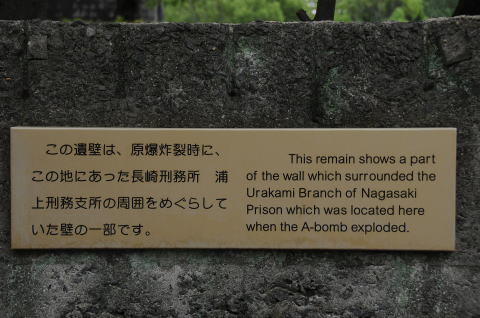 この遺壁は、原爆炸裂時に、
この地にあった長崎刑務所　浦
上刑務支所の周囲をめぐらして
いた壁の一部です。
This remain shows a part
of the wall which surrounded the
Urakami Branch of Nagasaki
Prison which was located here
when the A-bomb exploded.